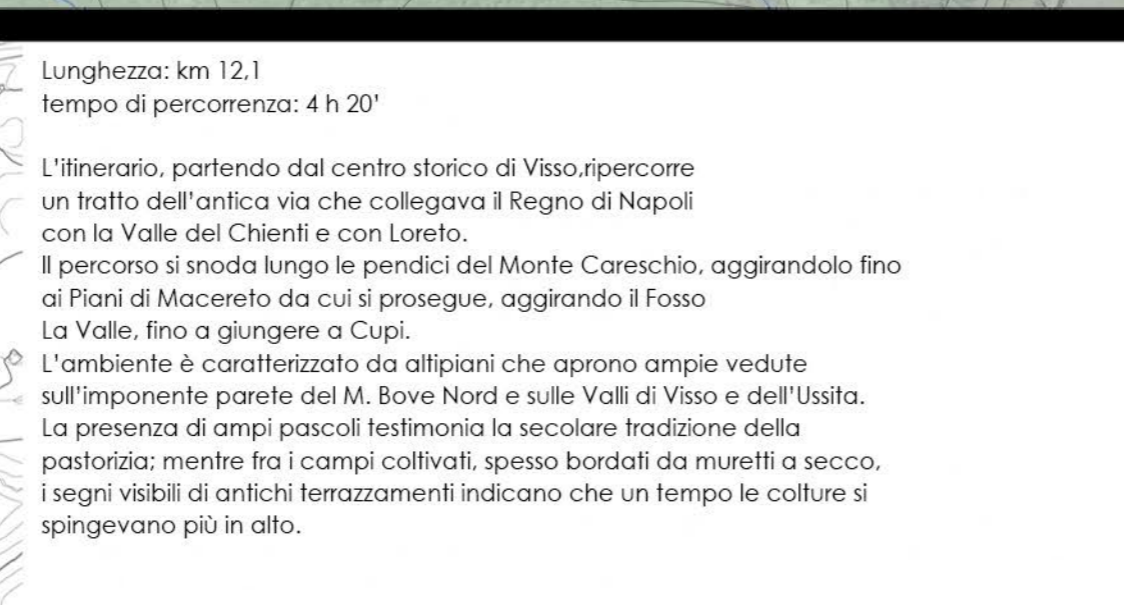 Lunghezza: km 12,1
tempo di percorrenza: 4 h 20'
L'itinerario, partendo dal centro storico di Visso,ripercorre
un tratto dell'antica via che collegava il Regno di Napoli
con la Valle del Chienti e con Loreto.
Il percorso si snoda lungo le pendici del Monte Careschio, aggirandolo fino
ai Piani di Macereto da cui si prosegue, aggirando il Fosso
La Valle, fino a giungere a Cupi.
L'ambiente è caratterizzato da altipiani che aprono ampie vedute
sull'imponente parete del M. Bove Nord e sulle Valli di Visso e dell'Ussita.
La presenza di ampi pascoli testimonia la secolare tradizione della
pastorizia; mentre fra i campi coltivati, spesso bordati da muretti a secco,
i segni visibili di antichi terrazzamenti indicano che un tempo le colture si
spingevano più in alto.